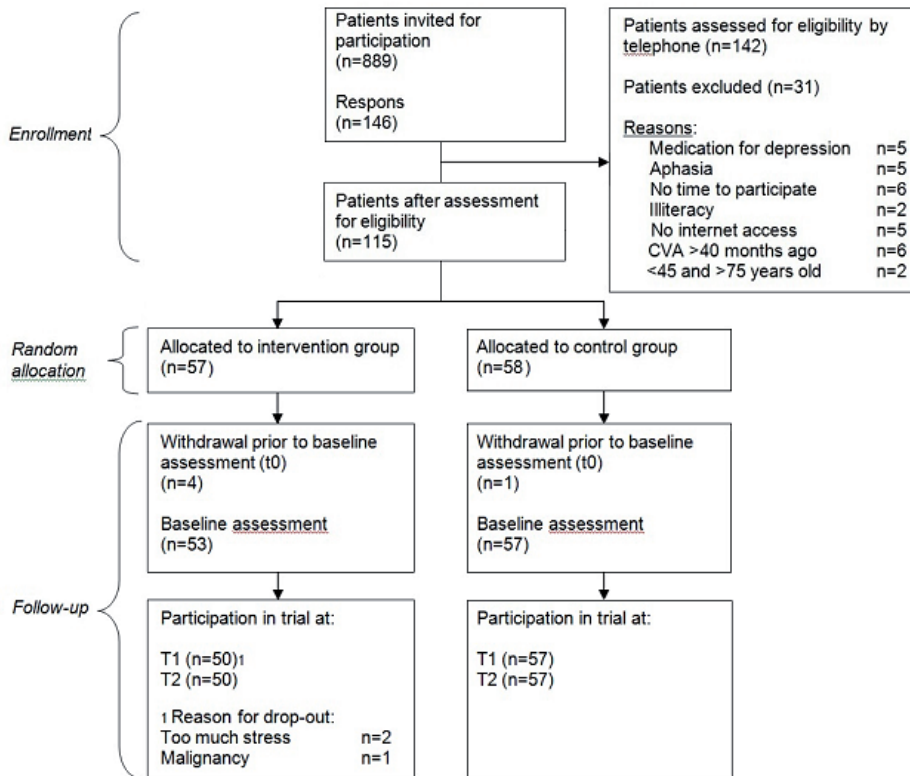 Patients invited for
participation
(n=889)
Respons
(n=146)
Patients assessed for eligibility by
telephone (n=142)
Patients excluded (n=31)
Reasons:
Medication for depression n=5
Aphasia n=5
No time to participate n=6
Illiteracy n=2
No internet access n=5
CVA >40 months ago n=6
<45 and >75 years old n=2
Enrollment
Patients after assessment
for eligibility
(n=115)
Random
allocation
Allocated to intervention group
(n=57)
Allocated to control group
(n=58)
Follow-up
Withdrawal prior to baseline
assessment (t0)
(n=4)
Baseline assessment
(n=53)
Withdrawal prior to baseline
assessment (t0)
(n=1)
Baseline assessment
(n=57)
Participation in trial at:
T1 (n=50)1
T2 (n=50)
1 Reason for drop-out:
Too much stress n=2
Malignancy n=1
Participation in trial at:
T1 (n=57)
T2 (n=57)